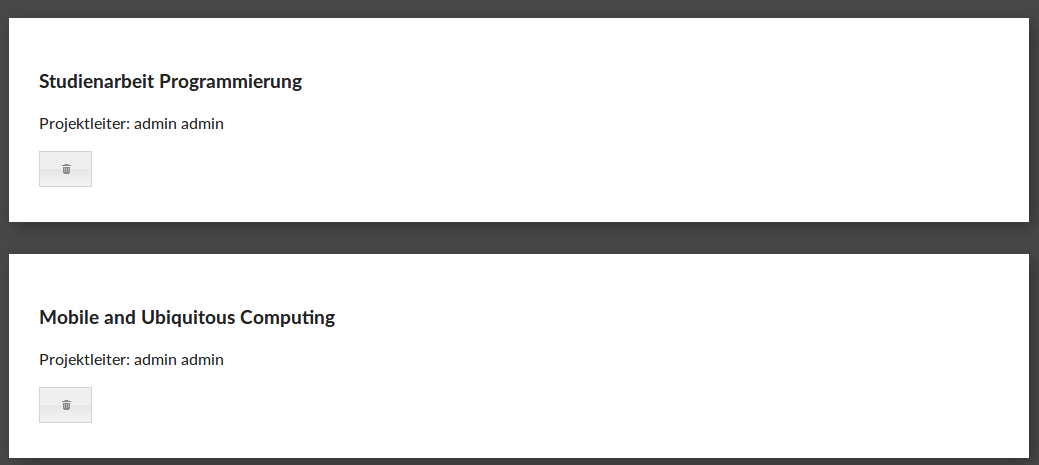 Studienarbeit Programmierung
Projektleiter: admin admin
Mobile and Ubiquitous Computing
Projektleiter: admin admin